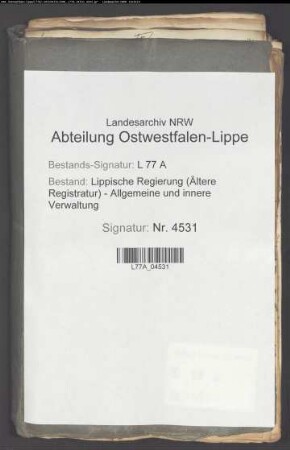 Landesarchiv NRW
Abteilung Ostwestfalen-Lippe
Bestands-Signatur: L 77 A
Bestand: Lippische Regierung (Ältere
Registratur) - Allgemeine und innere
Verwaltung
Signatur: Nr. 4531
L77A_04531